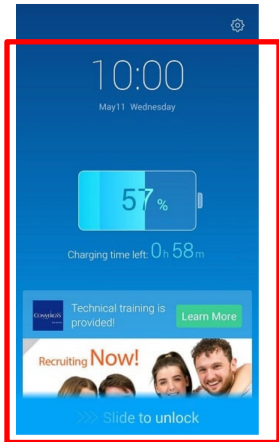 10:00
May11 Wednesday
57%
Charging time left: 0h 58m
CONVERGYS
Technical training is
provided!
Learn More
Recruiting Now!
>>> Slide to unlock